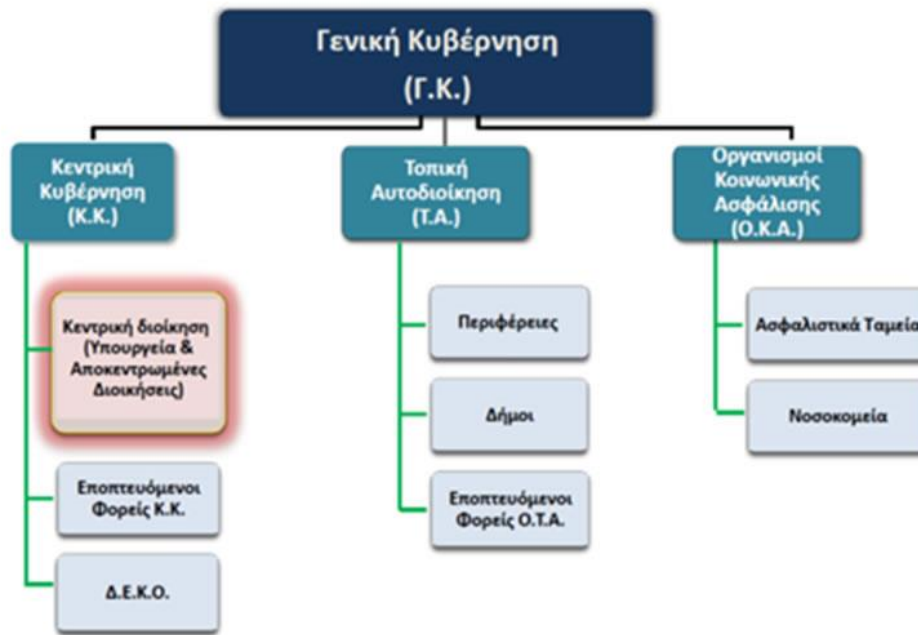 Γενική Κυβέρνηση
(Γ.Κ.)
Κεντρική
Κυβέρνηση
(Κ.Κ.)
Τοπική
Αυτοδιοίκηση
(Τ.Α.)
Οργανισμοί
Κοινωνικής
Ασφάλισης
(Ο.Κ.Α.)
Κεντρική διοίκηση
(Υπουργεία &
Αποκεντρωμένες
Διοικήσεις)
Εποπτευόμενοι
Φορείς Κ.Κ.
Δ.Ε.Κ.Ο.
Περιφέρειες
Δήμοι
Εποπτευόμενοι
Φορείς Ο.Τ.Α.
Ασφαλιστικά Ταμεία
Νοσοκομεία